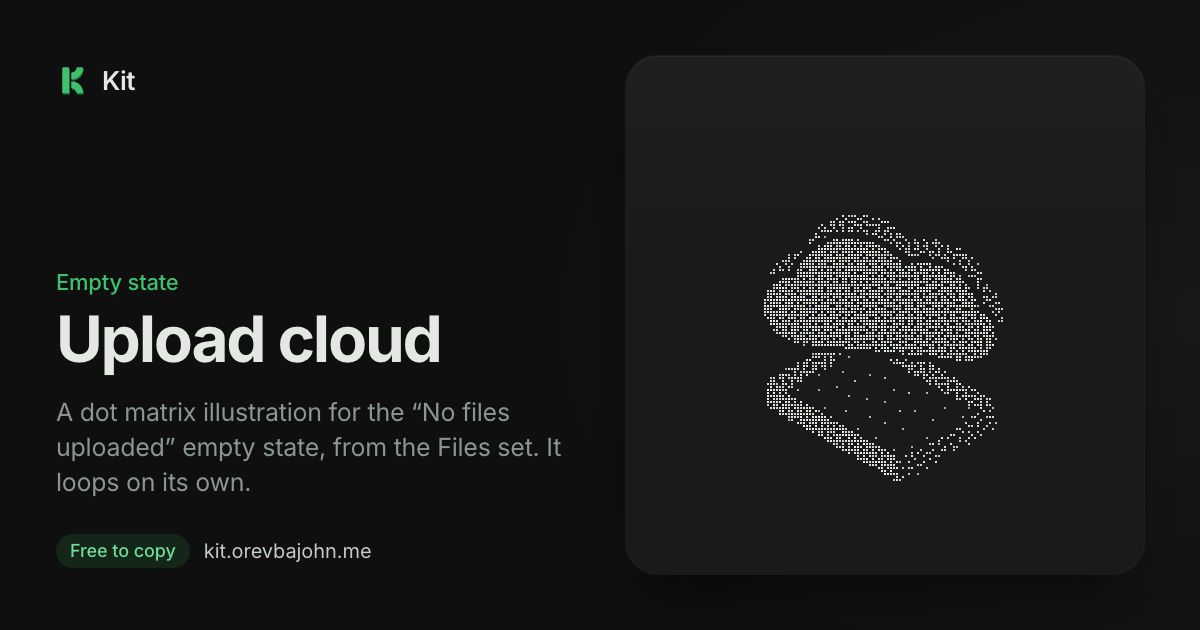 Kit
Empty state
Upload cloud
A dot matrix illustration for the “No files
uploaded” empty state, from the Files set. It
loops on its own.
Free to copy
kit.orevbajohn.me